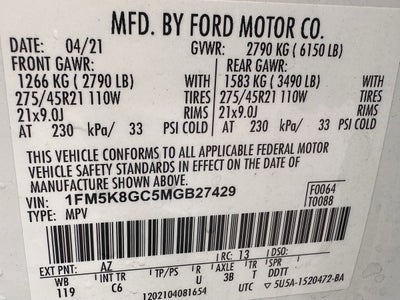 MFD. BY FORD MOTOR CO.
DATE: 04/21 GVWR: 2790 KG (6150 LB)
FRONT GAWR: REAR GAWR:
1266 KG (2790 LB) WITH 1583 KG (3490 LB) WITH
275/45R21 110W TIRES 275/45R21 110W TIRES
21x9.0J RIMS 21x9.0J RIMS
AT 230 kPa/ 33 PSI COLD AT 230 kPa/ 33 PSI COLD
THIS VEHICLE CONFORMS TO ALL APPLICABLE FEDERAL MOTOR
VEHICLE SAFETY STANDARDS IN EFFECT ON THE DATE OF
MANUFACTURE SHOWN ABOVE.
VIN: 1FM5K8GC5MGB27429 F0064
TYPE: MPV T0088
EXT PNT: AZ RC: 13 DSO:
WB INT TR TP/PS R AXLE TR SPR
119 C6 U 3B T DDTT
1202104081654 UTC 5U5A-1520472-BA